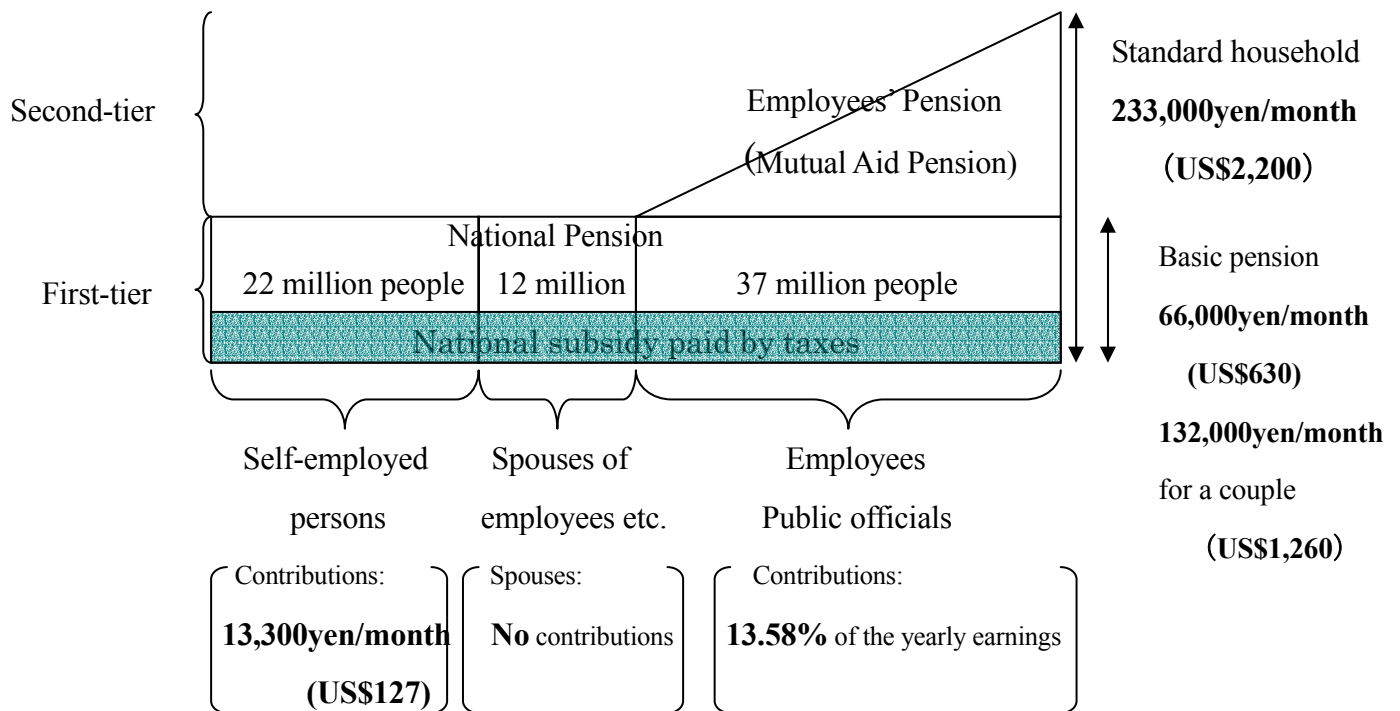 Second-tier
Employees' Pension
(Mutual Aid Pension)
Standard household
233,000yen/month
（US$2,200）
First-tier
National Pension
22 million people
12 million
37 million people
National subsidy paid by taxes
Basic pension
66,000yen/month
(US$630)
132,000yen/month
for a couple
（US$1,260）
Self-employed
persons
Spouses of
employees etc.
Employees
Public officials
Contributions:
13,300yen/month
(US$127)
Spouses:
No contributions
Contributions:
13.58% of the yearly earnings